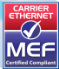 CARRIER
ETHERNET
MEF
Certified Compliant